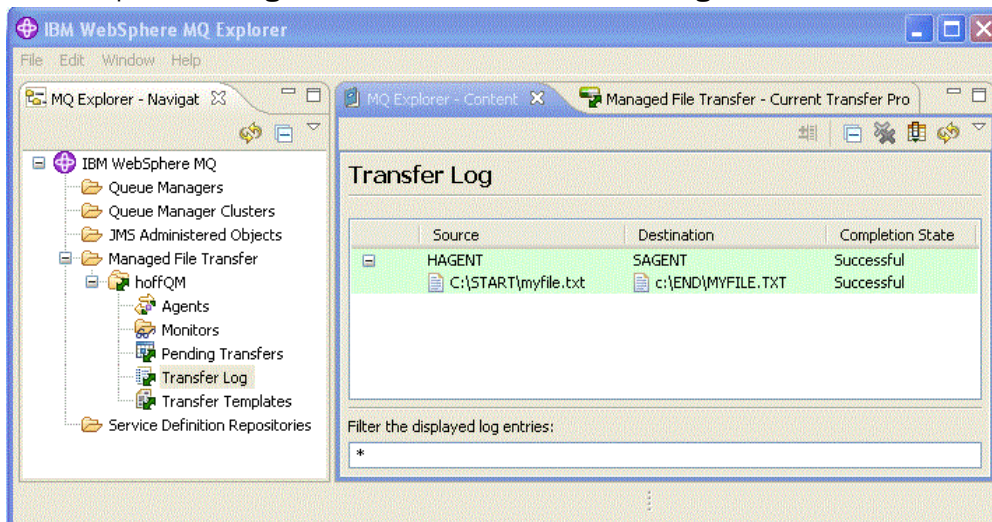 IBM WebSphere MQ Explorer
File Edit Window Help
MQ Explorer - Navigat
MQ Explorer - Content
Managed File Transfer - Current Transfer Pro
IBM WebSphere MQ
Queue Managers
Queue Manager Clusters
JMS Administered Objects
Managed File Transfer
hoffQM
Agents
Monitors
Pending Transfers
Transfer Log
Transfer Templates
Service Definition Repositories
Transfer Log
Source Destination Completion State
HAGENT SAGENT Successful
C:\START\myfile.txt c:\END\MYFILE.TXT Successful
Filter the displayed log entries:
*